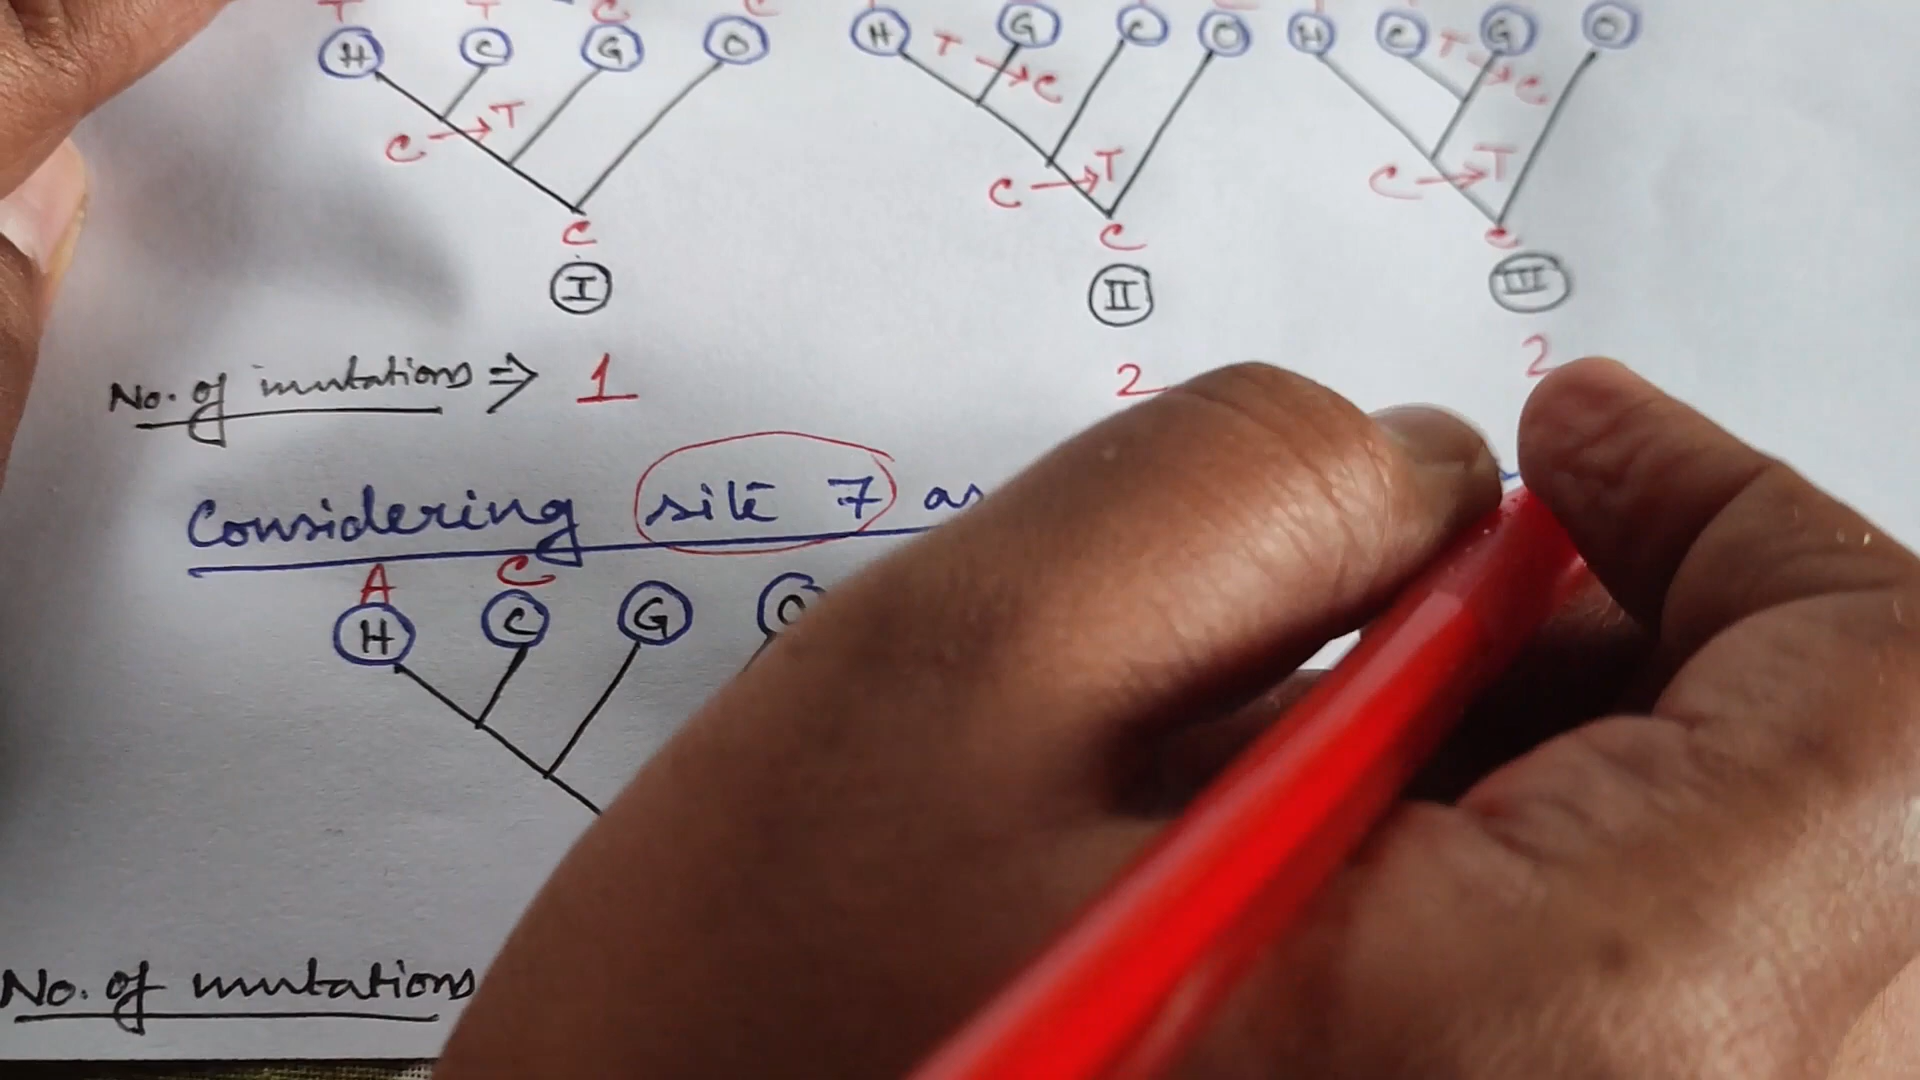 T T C C
H C G O H G C O H C G O
T → C T → C
C → T C → T C → T
C C C
I II III
No. of mutations ⇒ 1 2 2
Considering site 7 as
A C
H C G O
No. of mutations